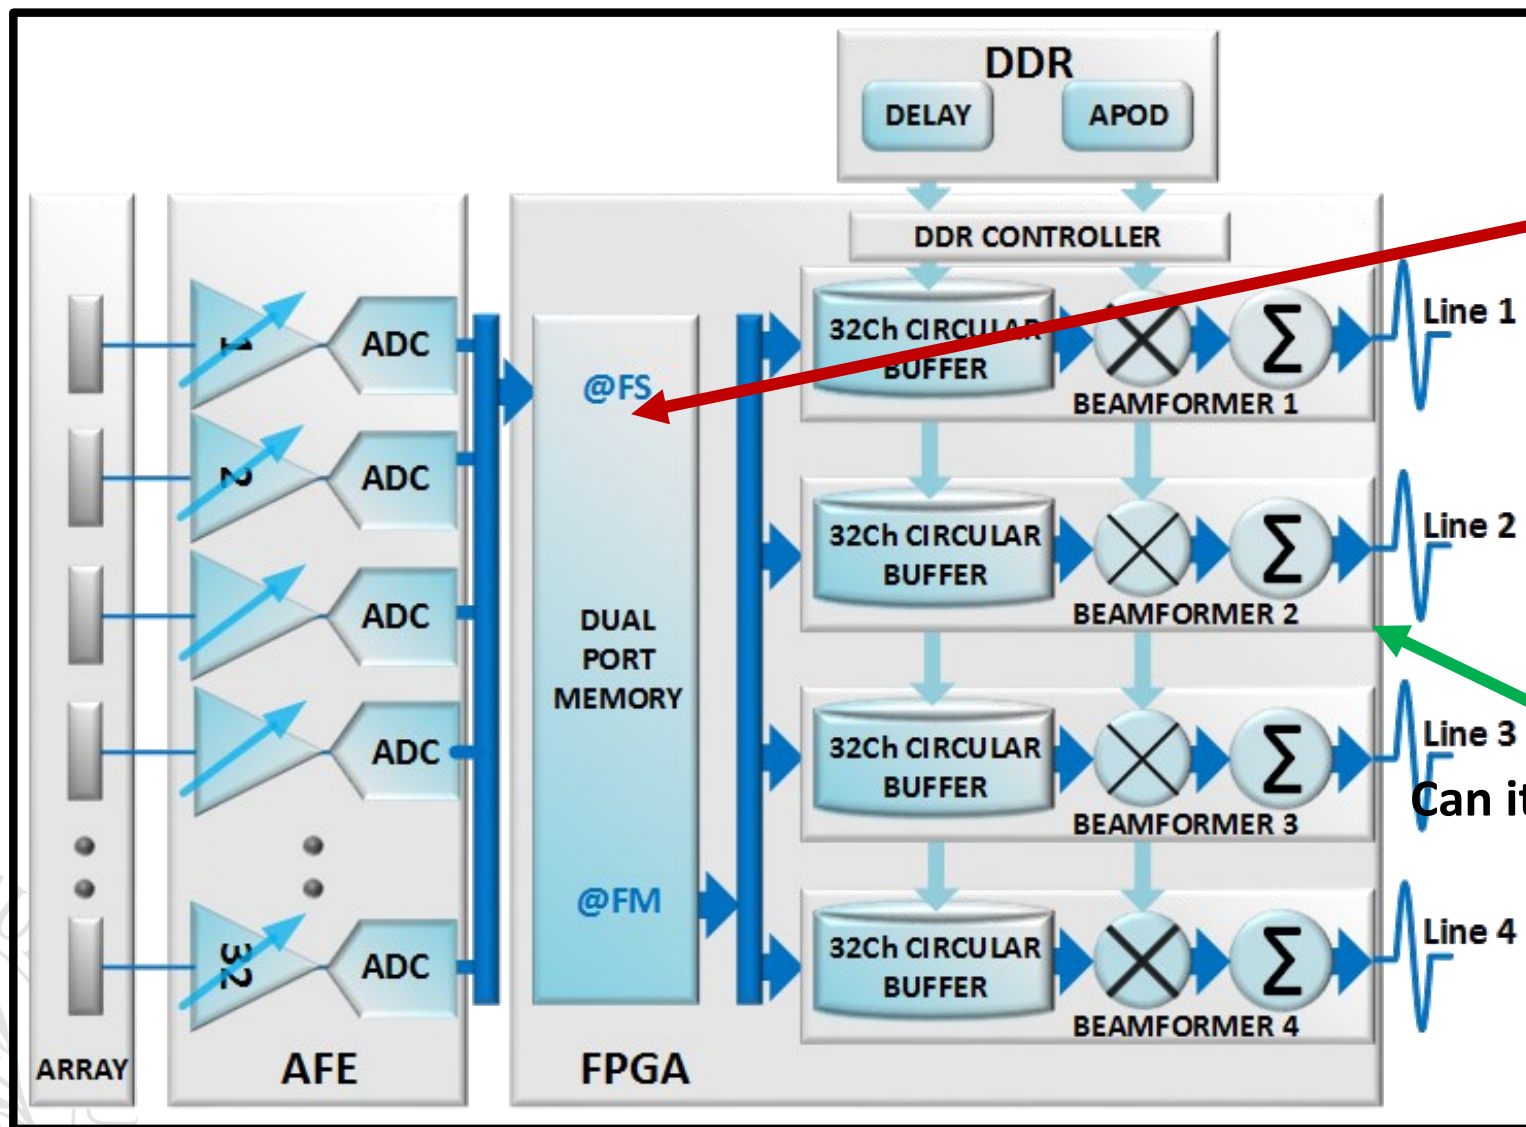 DDR
DELAY
APOD
DDR CONTROLLER
1
ADC
32Ch CIRCULAR
BUFFER
BEAMFORMER 1
Line 1
@FS
2
ADC
32Ch CIRCULAR
BUFFER
BEAMFORMER 2
Line 2
ADC
DUAL
PORT
MEMORY
ADC
32Ch CIRCULAR
BUFFER
BEAMFORMER 3
Line 3
Can it
@FM
32
ADC
32Ch CIRCULAR
BUFFER
BEAMFORMER 4
Line 4
Σ
Σ
Σ
Σ
ARRAY
AFE
FPGA